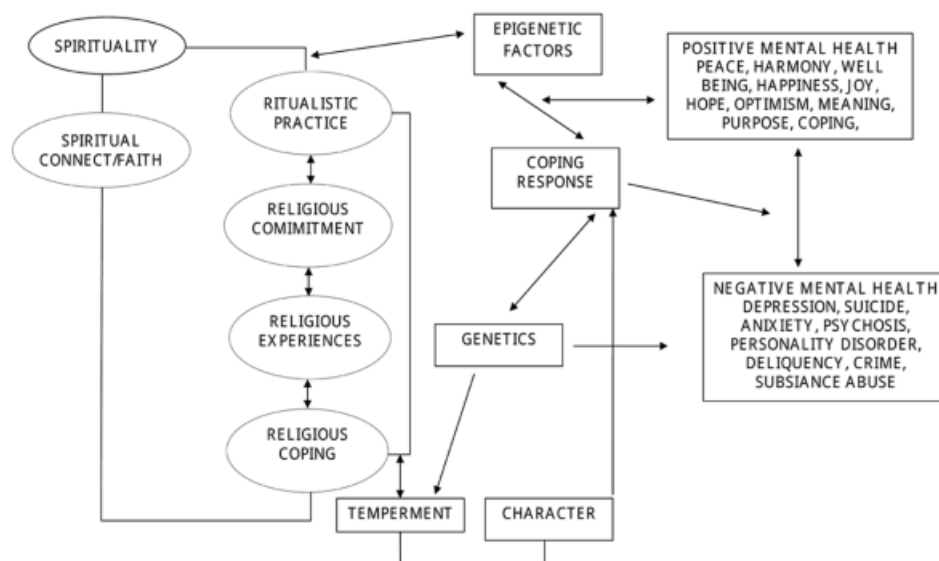 SPIRITUALITY
SPIRITUAL
CONNECT/FAITH
RITUALISTIC
PRACTICE
RELIGIOUS
COMIMITMENT
RELIGIOUS
EXPERIENCES
RELIGIOUS
COPING
EPIGENETIC
FACTORS
COPING
RESPONSE
GENETICS
TEMPERMENT
CHARACTER
POSITIVE MENTAL HEALTH
PEACE, HARMONY, WELL
BEING, HAPPINESS, JOY,
HOPE, OPTIMISM, MEANING,
PURPOSE, COPING,
NEGATIVE MENTAL HEALTH
DEPRESSION, SUICIDE,
ANIXIETY, PSYCHOSIS,
PERSONALITY DISORDER,
DELIQUENCY, CRIME,
SUBSIANCE ABUSE